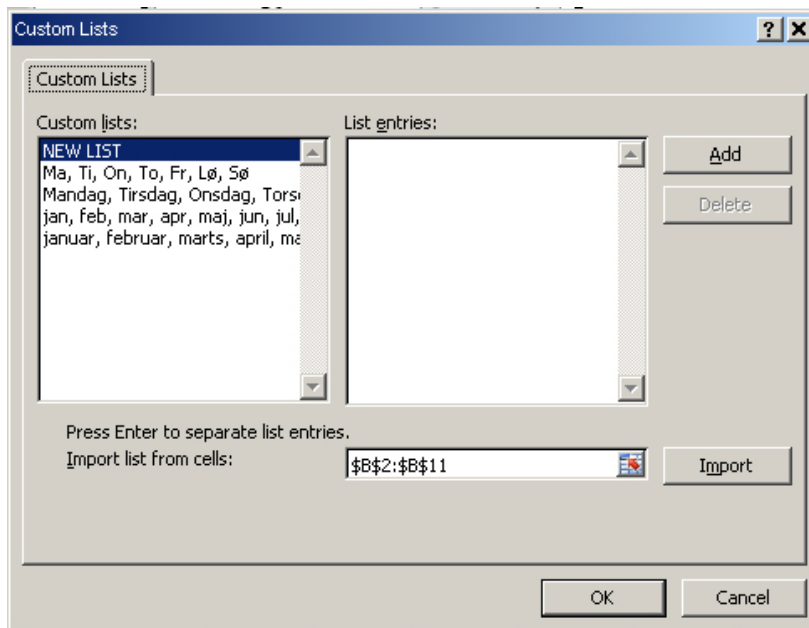 Custom Lists
Custom Lists
Custom lists:
NEW LIST
Ma, Ti, On, To, Fr, Lø, Sø
Mandag, Tirsdag, Onsdag, Tors
jan, feb, mar, apr, maj, jun, jul,
januar, februar, marts, april, ma
List entries:
Add
Delete
Press Enter to separate list entries.
Import list from cells:
$B$2:$B$11
Import
OK
Cancel